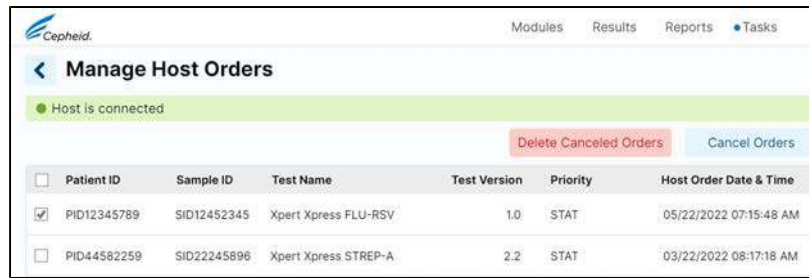 Cepheid.
Modules Results Reports Tasks
Manage Host Orders
Host is connected
Delete Canceled Orders Cancel Orders
Patient ID Sample ID Test Name Test Version Priority Host Order Date & Time
PID12345789 SID12452345 Xpert Xpress FLU-RSV 1.0 STAT 05/22/2022 07:15:48 AM
PID44582259 SID22245896 Xpert Xpress STREP-A 2.2 STAT 03/22/2022 08:17:18 AM